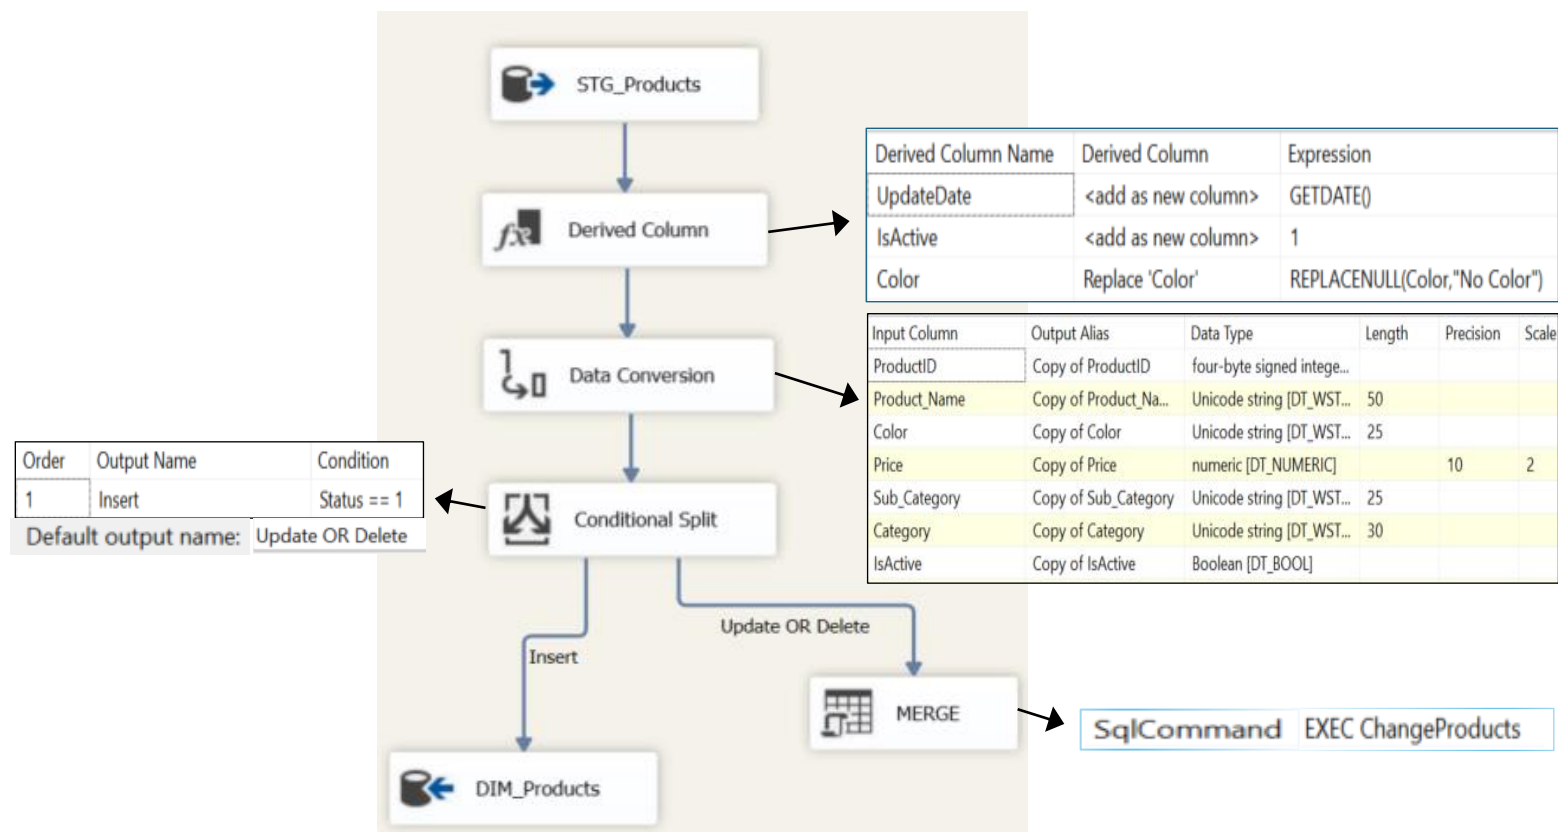 STG_Products
Derived Column
Derived Column Name Derived Column Expression
UpdateDate <add as new column> GETDATE()
IsActive <add as new column> 1
Color Replace 'Color' REPLACENULL(Color,"No Color")
Data Conversion
Input Column Output Alias Data Type Length Precision Scale
ProductID Copy of ProductID four-byte signed intege...
Product_Name Copy of Product_Na... Unicode string [DT_WST... 50
Color Copy of Color Unicode string [DT_WST... 25
Price Copy of Price numeric [DT_NUMERIC] 10 2
Sub_Category Copy of Sub_Category Unicode string [DT_WST... 25
Category Copy of Category Unicode string [DT_WST... 30
IsActive Copy of IsActive Boolean [DT_BOOL]
Order Output Name Condition
1 Insert Status == 1
Default output name: Update OR Delete
Conditional Split
Update OR Delete
Insert
MERGE
SqlCommand EXEC ChangeProducts
DIM_Products